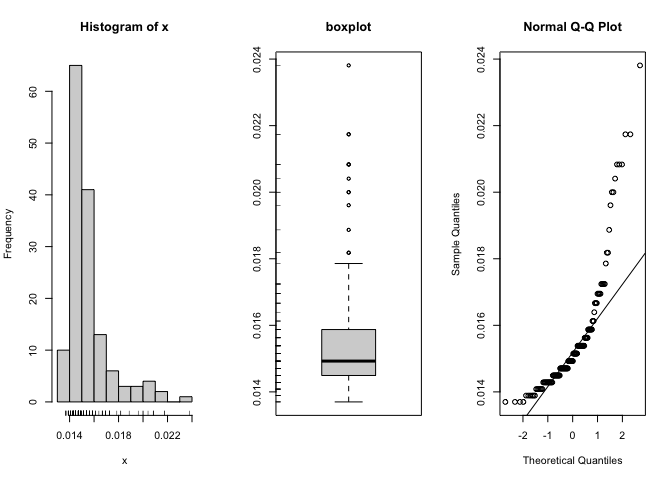 Histogram of x
Frequency
0 10 20 30 40 50 60
0.014 0.018 0.022
x
boxplot
0.014 0.016 0.018 0.020 0.022 0.024
Normal Q-Q Plot
Sample Quantiles
0.014 0.016 0.018 0.020 0.022 0.024
-2 -1 0 1 2
Theoretical Quantiles